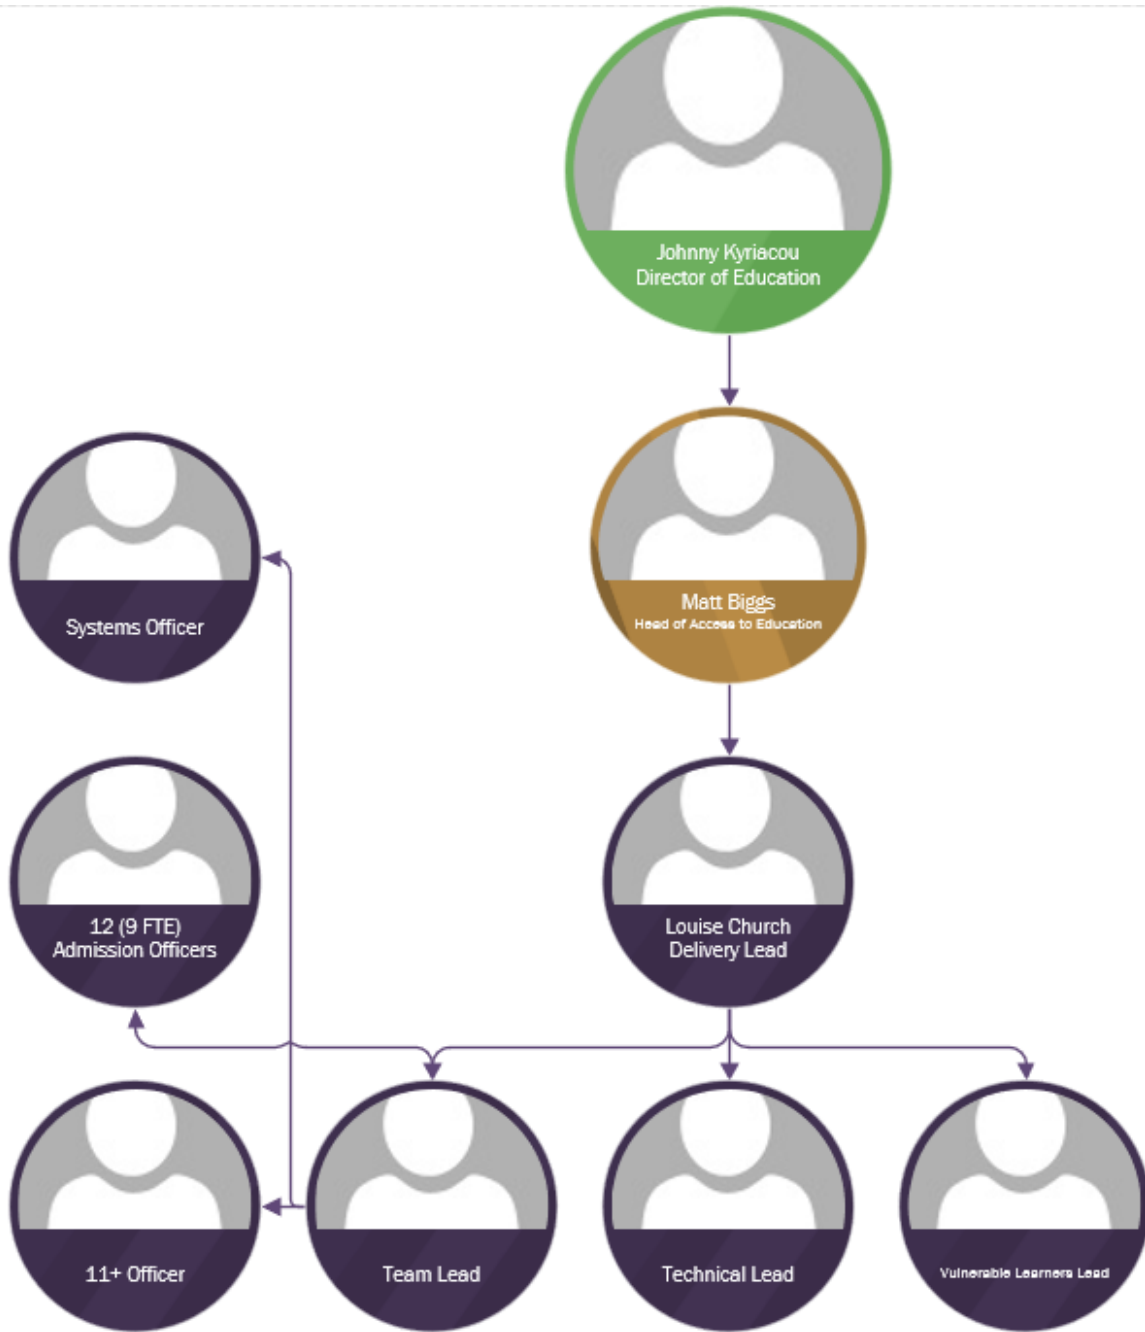 Johnny Kyriacou
Director of Education
Matt Biggs
Head of Access to Education
Systems Officer
12 (9 FTE)
Admission Officers
Louise Church
Delivery Lead
11+ Officer
Team Lead
Technical Lead
Vulnerable Learners Lead